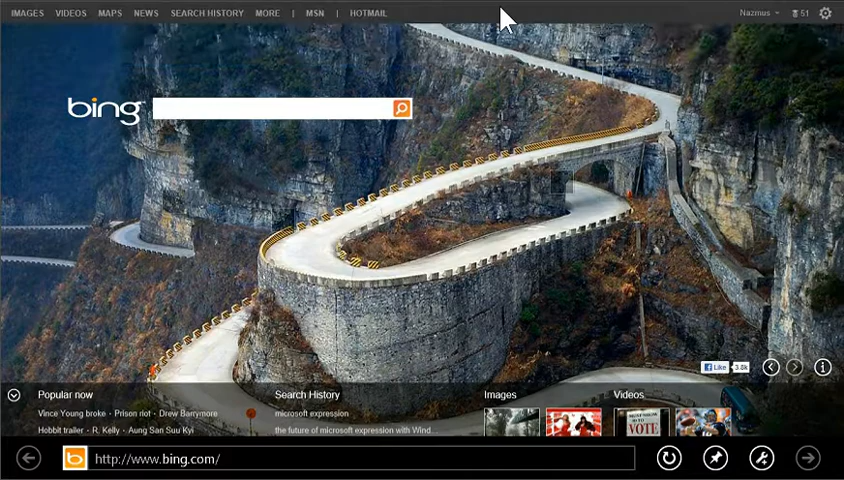 IMAGES VIDEOS MAPS NEWS SEARCH HISTORY MORE | MSN | HOTMAIL
Nazmus 51
bing
Like 3.8k
Popular now Search History Images Videos
Vince Young broke · Prison riot · Drew Barrymore microsoft expression
Hobbit trailer · R. Kelly · Aung San Suu Kyi the future of microsoft expression with Wind...
VOTE
http://www.bing.com/